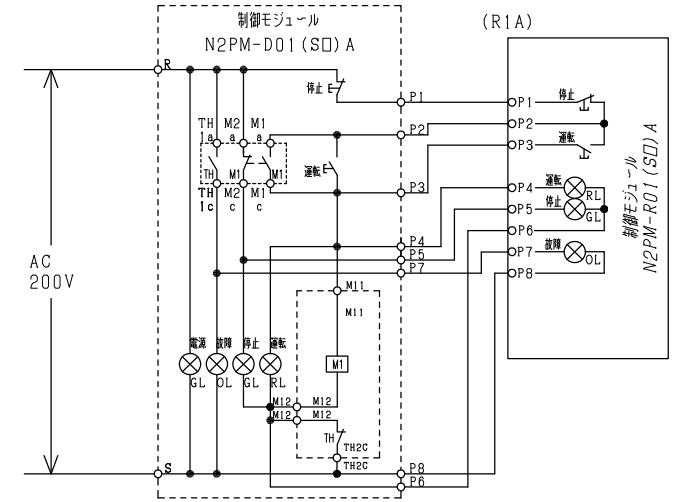 制御モジュール
N2PM-D01(S口)A
(R1A)
R
停止
P1
P1
停止
P2
P2
P3
運転
TH
M2
M1
1a
a
a
TH
M1
M1
運転
P3
TH
M2
M1
1c
c
c
P4
運転
RL
P5
停止
GL
P6
P7
故障
OL
P8
制御モジュール
N2PM-R01(S口)A
P4
P5
P7
AC
200V
M11
M11
電源
故障
停止
運転
GL
OL
GL
RL
M1
M12
M12
M12
M12
TH
TH2C
TH2C
S
P8
P6